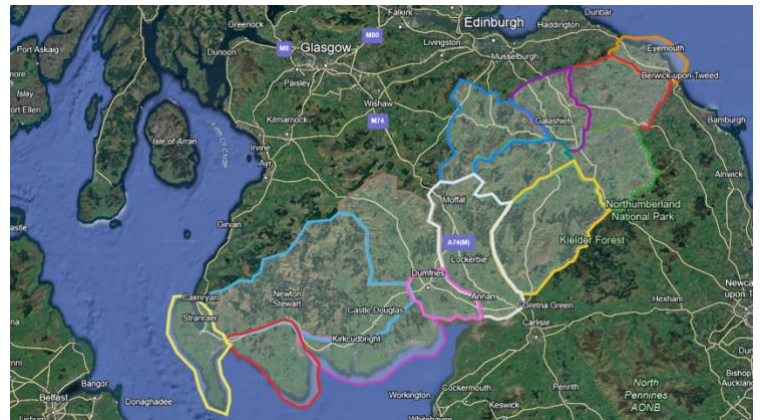 Greenock
Falkirk
Edinburgh
Dunbar
Haddington
Port Askaig
Dunoon
M8
Glasgow
M80
Livingston
Musselburgh
Eyemouth
Islay
Paisley
Berwick-upon-Tweed
Port Ellen
Wishaw
Kilmarnock
M74
Galashiels
Bamburgh
Isle of Arran
Irvine
Ayr
Alnwick
Moffat
Northumberland
National Park
Girvan
A74(M)
Kielder Forest
Lockerbie
Dumfries
Cairnryan
Newton
Stewart
Annan
Gretna Green
Hexham
Newca
upon-T
Stranraer
Castle Douglas
Carlisle
Kirkcudbright
Bangor
Belfast
Donaghadee
Workington
Cockermouth
Penrith
North
Pennines
AONB
Bishop
Auckland
Keswick
Whitehaven